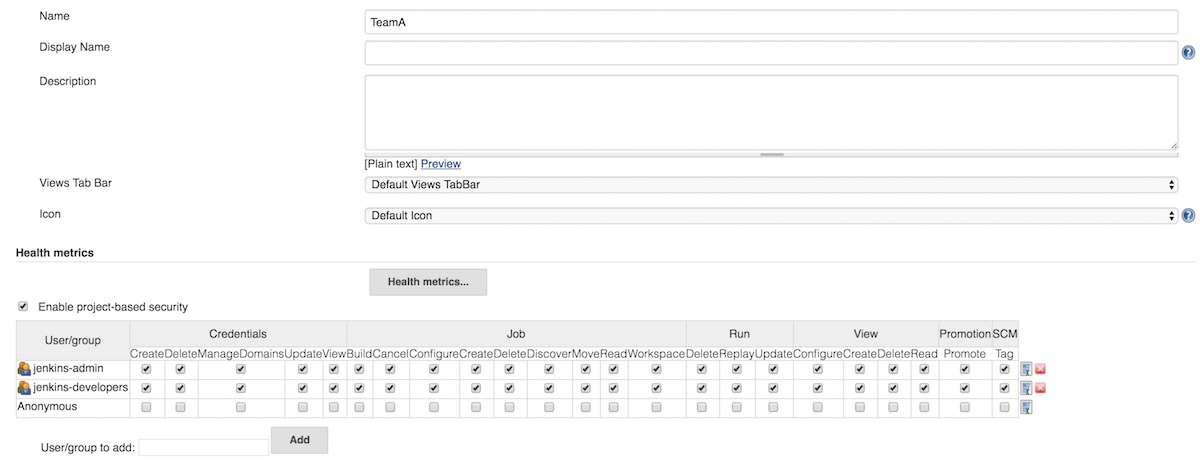 Name
TeamA
Display Name
Description
[Plain text] Preview
Views Tab Bar
Default Views TabBar
Icon
Default Icon
Health metrics
Health metrics...
Enable project-based security
User/group Credentials Job Run View Promotion SCM
Create Delete ManageDomains Update View Build Cancel Configure Create Delete Discover Move Read Workspace Delete Replay Update Configure Create Delete Read Promote Tag
jenkins-admin
jenkins-developers
Anonymous
User/group to add: Add